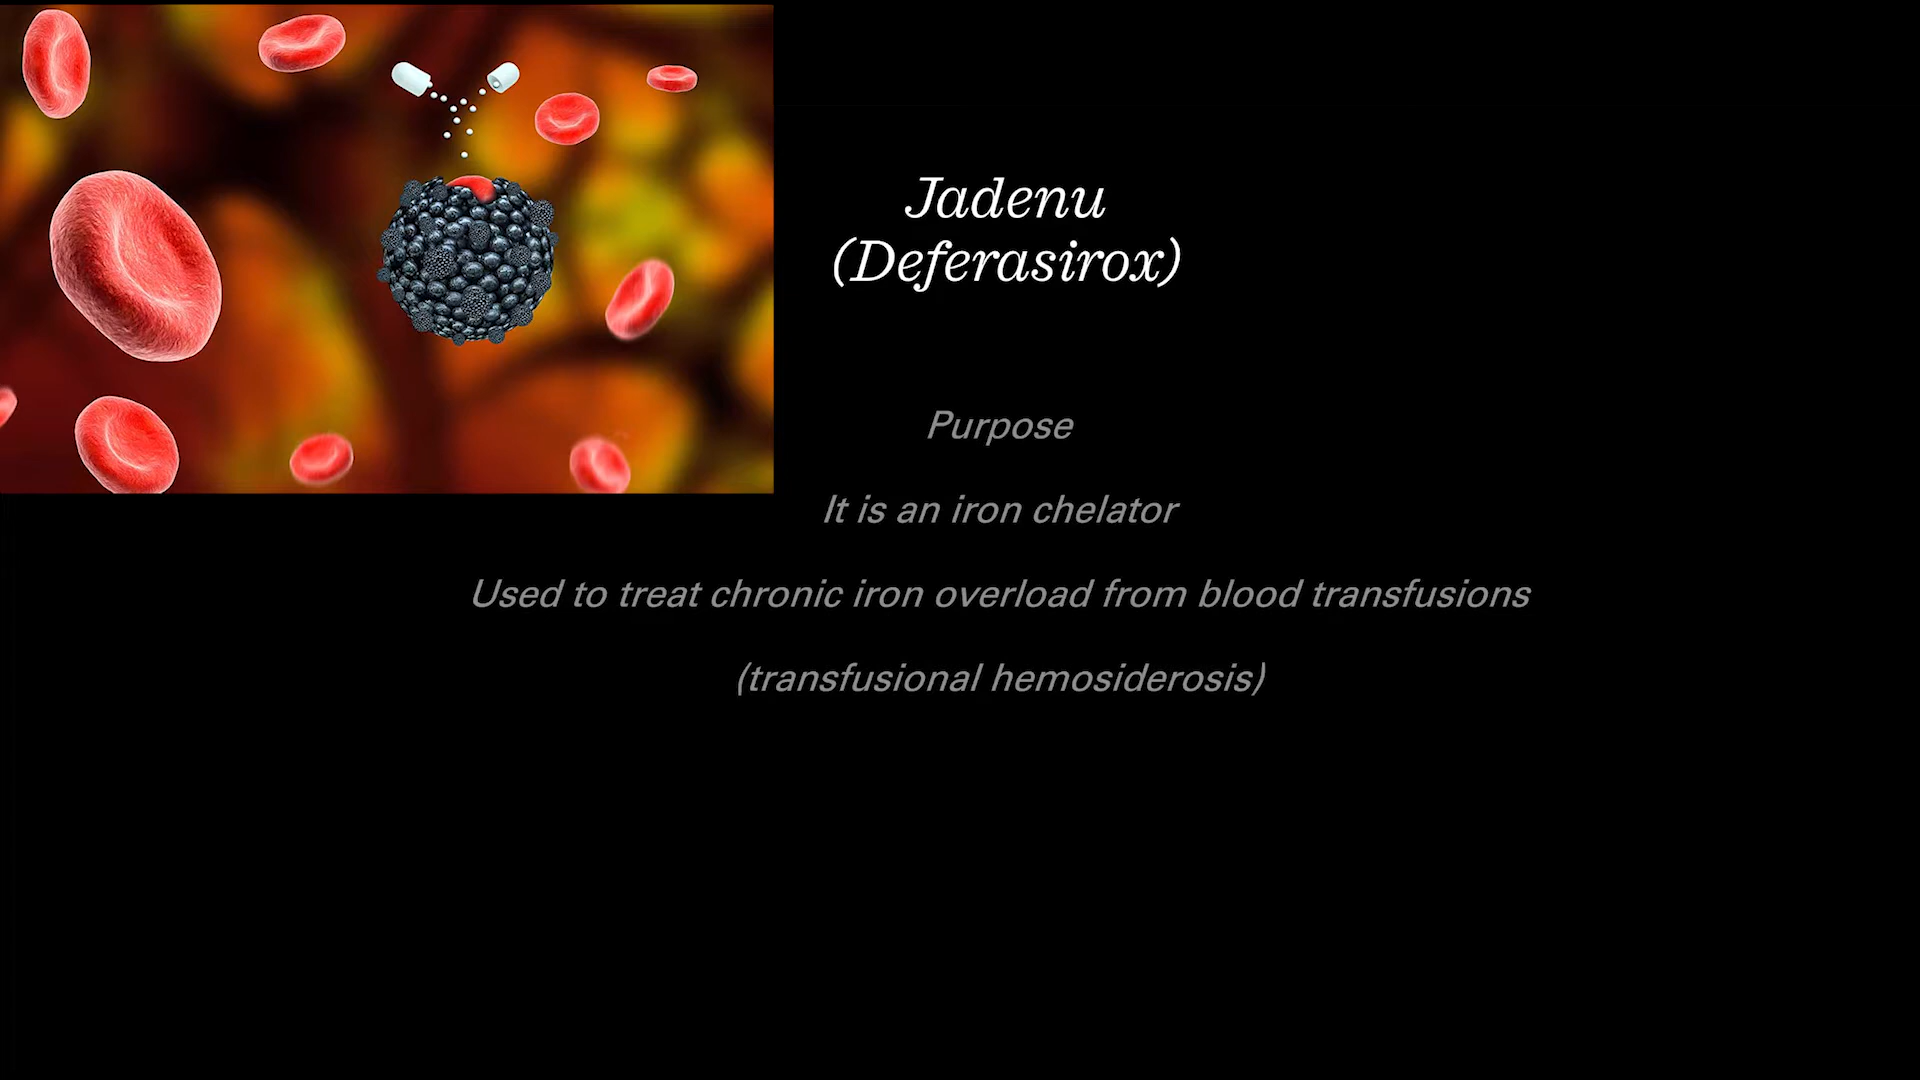 Jadenu
(Deferasirox)
Purpose
It is an iron chelator
Used to treat chronic iron overload from blood transfusions
(transfusional hemosiderosis)